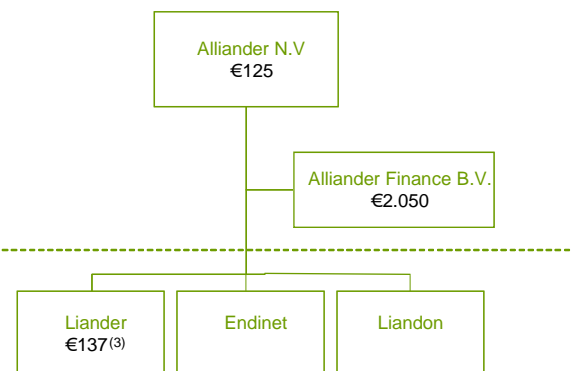 Alliander N.V
€125
Alliander Finance B.V.
€2.050
Liander
€137(3)
Endinet
Liandon